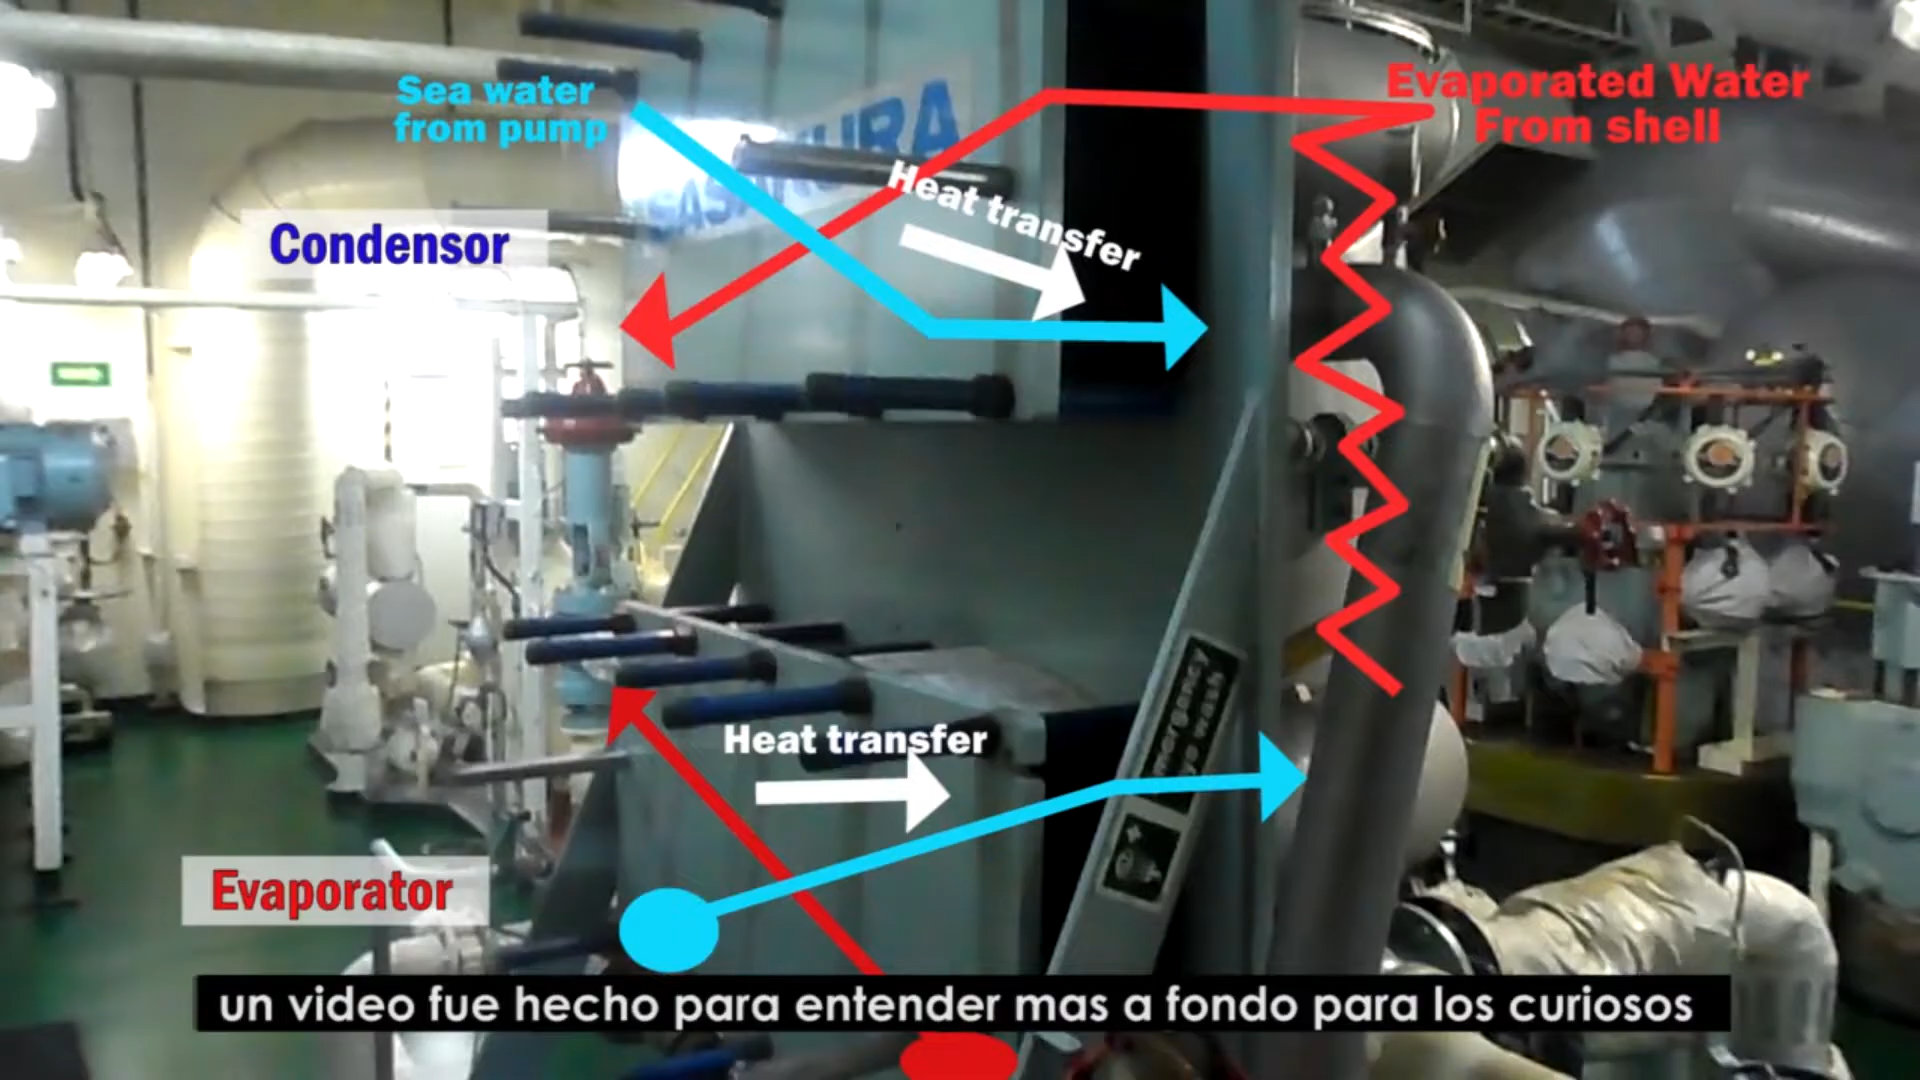 Sea water
from pump
Evaporated Water
From shell
Heat transfer
Condensor
Heat transfer
Evaporator
un video fue hecho para entender mas a fondo para los curiosos